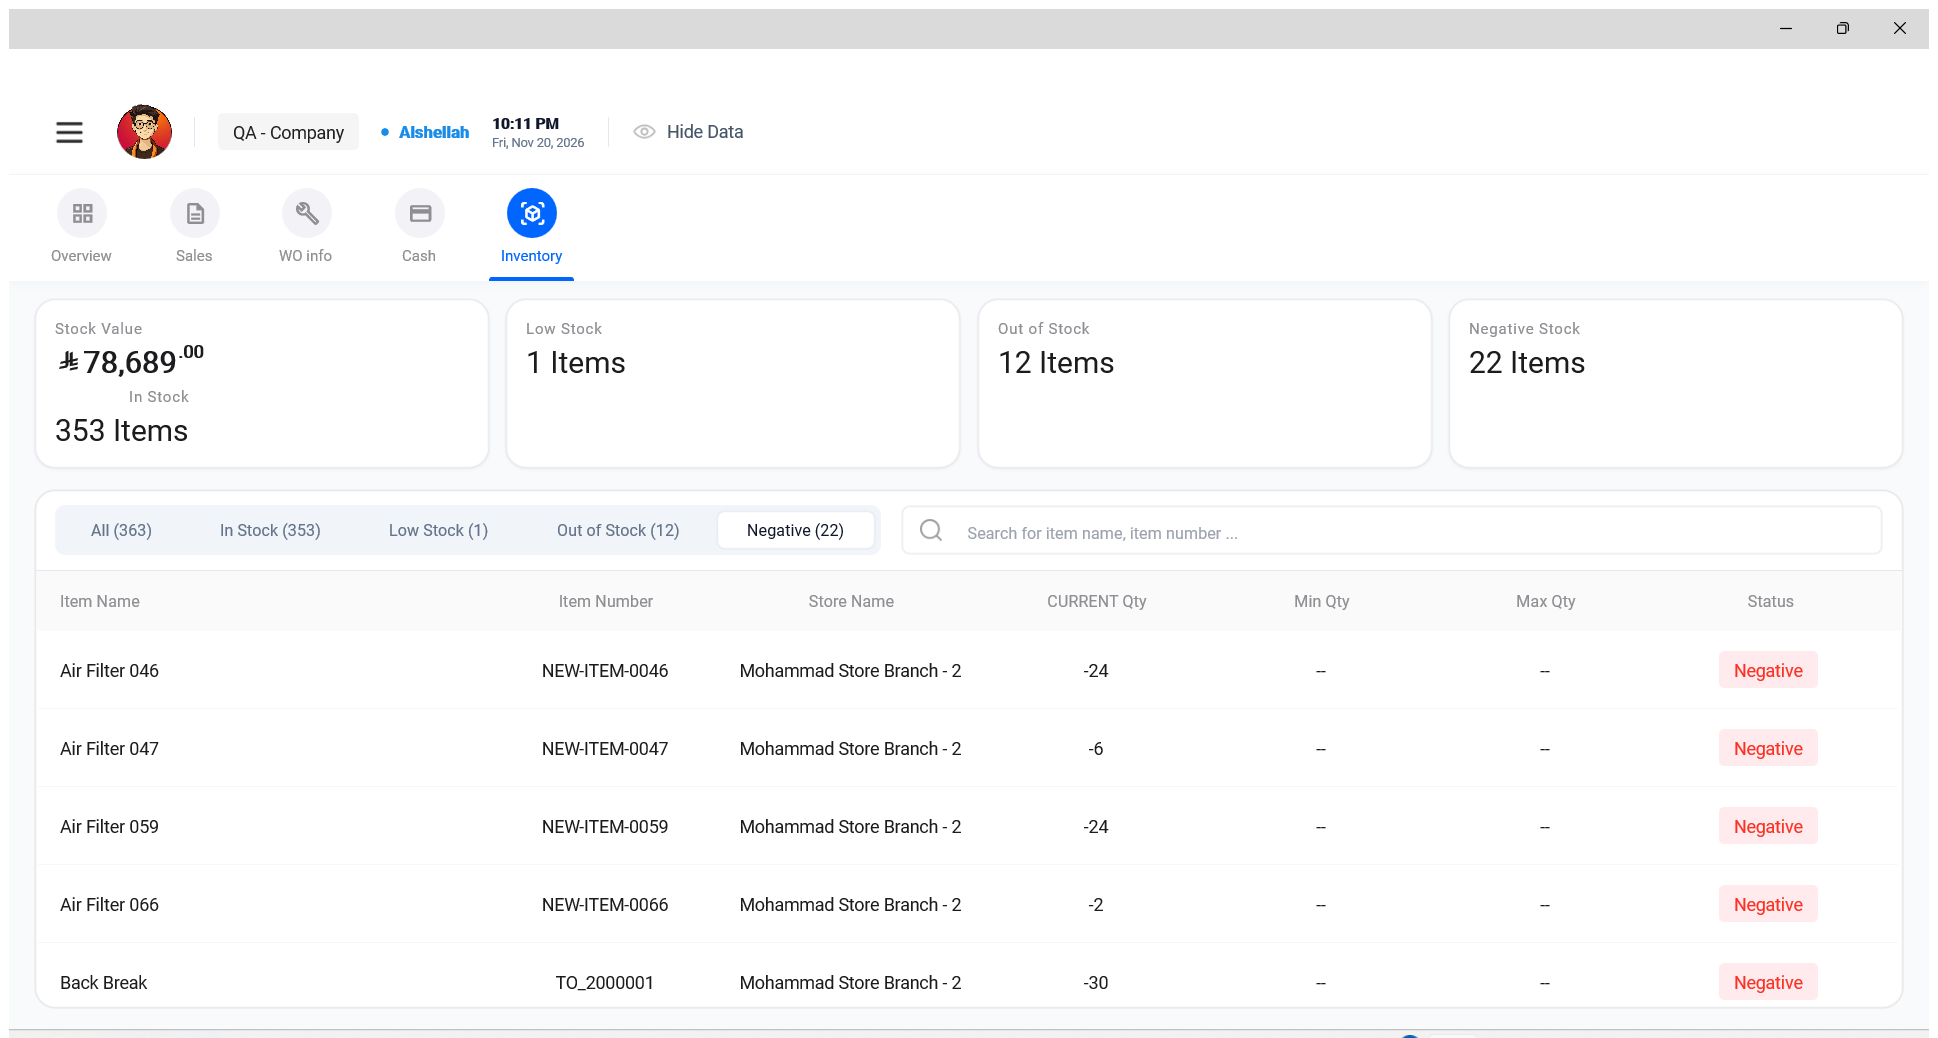 QA - Company
Alshellah
10:11 PM
Fri, Nov 20, 2026
Hide Data
Overview
Sales
WO info
Cash
Inventory
Stock Value
⃁ 78,689.00
In Stock
353 Items
Low Stock
1 Items
Out of Stock
12 Items
Negative Stock
22 Items
All (363)
In Stock (353)
Low Stock (1)
Out of Stock (12)
Negative (22)
Search for item name, item number ...
Item Name Item Number Store Name CURRENT Qty Min Qty Max Qty Status
Air Filter 046 NEW-ITEM-0046 Mohammad Store Branch - 2 -24 -- -- Negative
Air Filter 047 NEW-ITEM-0047 Mohammad Store Branch - 2 -6 -- -- Negative
Air Filter 059 NEW-ITEM-0059 Mohammad Store Branch - 2 -24 -- -- Negative
Air Filter 066 NEW-ITEM-0066 Mohammad Store Branch - 2 -2 -- -- Negative
Back Break TO_2000001 Mohammad Store Branch - 2 -30 -- -- Negative